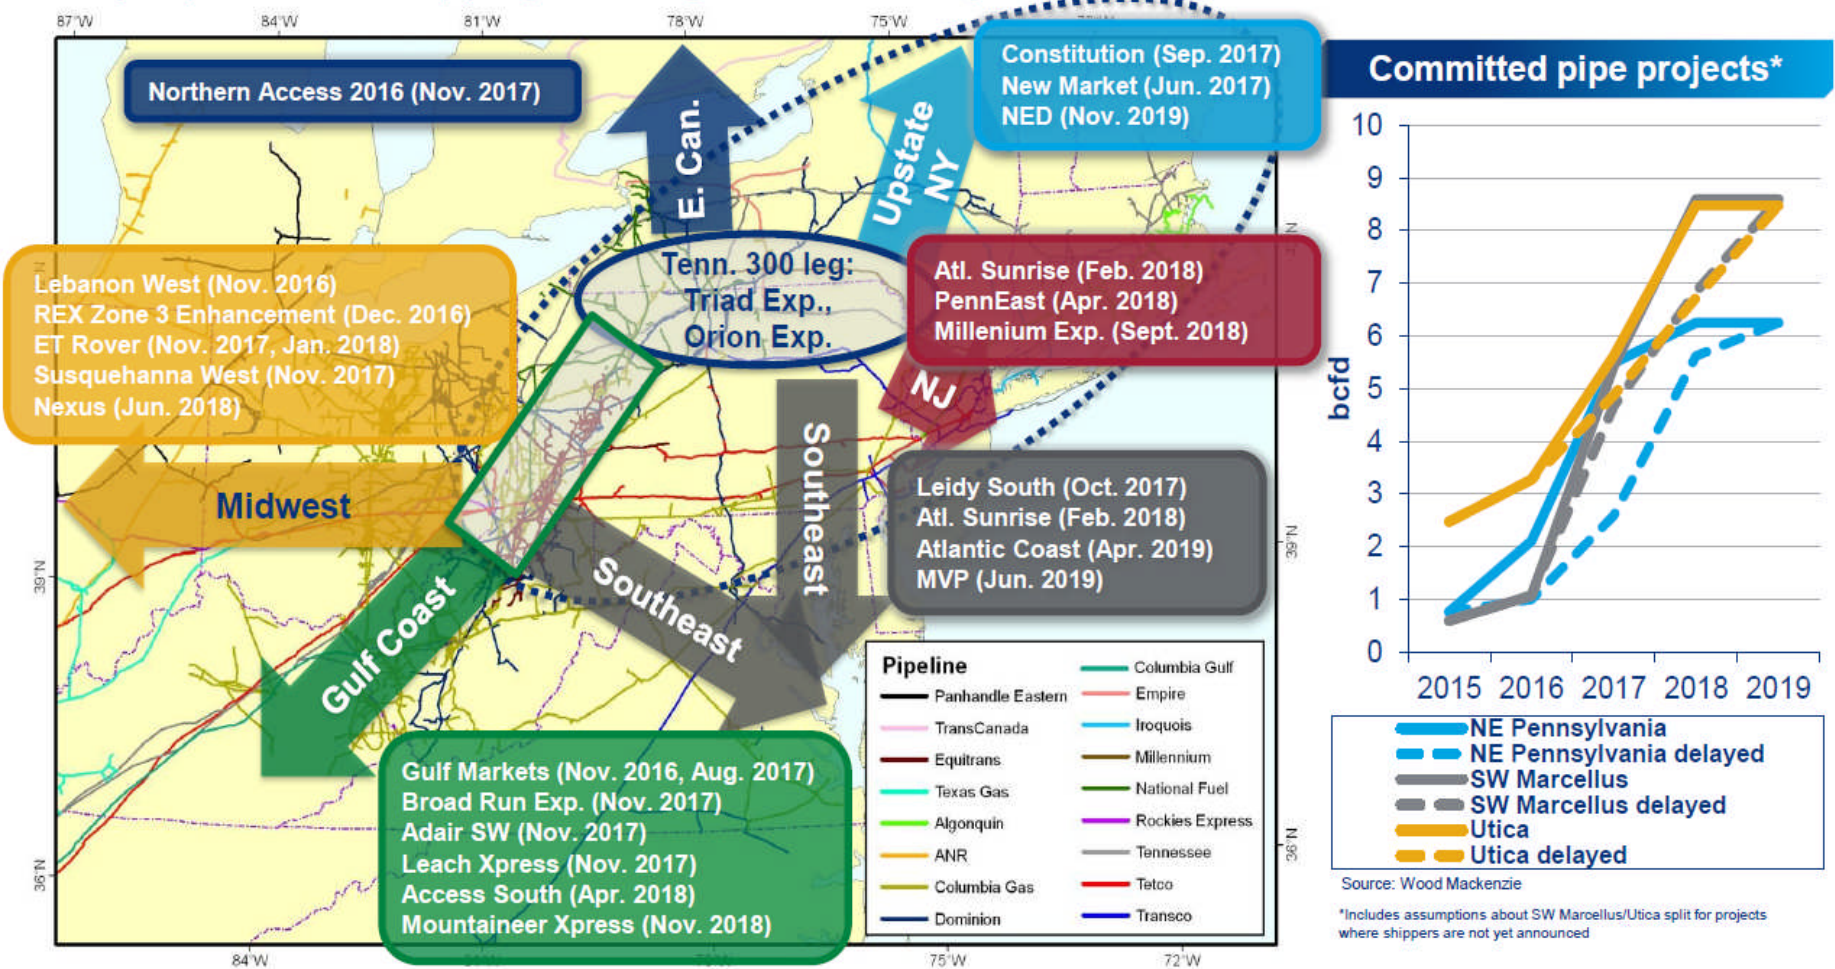 87°W 84°W 81°W 78°W 75°W
Northern Access 2016 (Nov. 2017)
E. Can.
Upstate
NY
Constitution (Sep. 2017)
New Market (Jun. 2017)
NED (Nov. 2019)
Lebanon West (Nov. 2016)
REX Zone 3 Enhancement (Dec. 2016)
ET Rover (Nov. 2017, Jan. 2018)
Susquehanna West (Nov. 2017)
Nexus (Jun. 2018)
Tenn. 300 leg:
Triad Exp.,
Orion Exp.
Atl. Sunrise (Feb. 2018)
PennEast (Apr. 2018)
Millenium Exp. (Sept. 2018)
NJ
Midwest
Southeast
Southeast
Leidy South (Oct. 2017)
Atl. Sunrise (Feb. 2018)
Atlantic Coast (Apr. 2019)
MVP (Jun. 2019)
39°N
39°N
Gulf Coast
Gulf Markets (Nov. 2016, Aug. 2017)
Broad Run Exp. (Nov. 2017)
Adair SW (Nov. 2017)
Leach Xpress (Nov. 2017)
Access South (Apr. 2018)
Mountaineer Xpress (Nov. 2018)
Pipeline
Panhandle Eastern
TransCanada
Equitrans
Texas Gas
Algonquin
ANR
Columbia Gas
Dominion
Columbia Gulf
Empire
Iroquois
Millennium
National Fuel
Rockies Express
Tennessee
Tetco
Transco
36°N
36°N
84°W 75°W 72°W
Committed pipe projects*
bcfd
10
9
8
7
6
5
4
3
2
1
0
2015 2016 2017 2018 2019
NE Pennsylvania
NE Pennsylvania delayed
SW Marcellus
SW Marcellus delayed
Utica
Utica delayed
Source: Wood Mackenzie
*Includes assumptions about SW Marcellus/Utica split for projects
where shippers are not yet announced